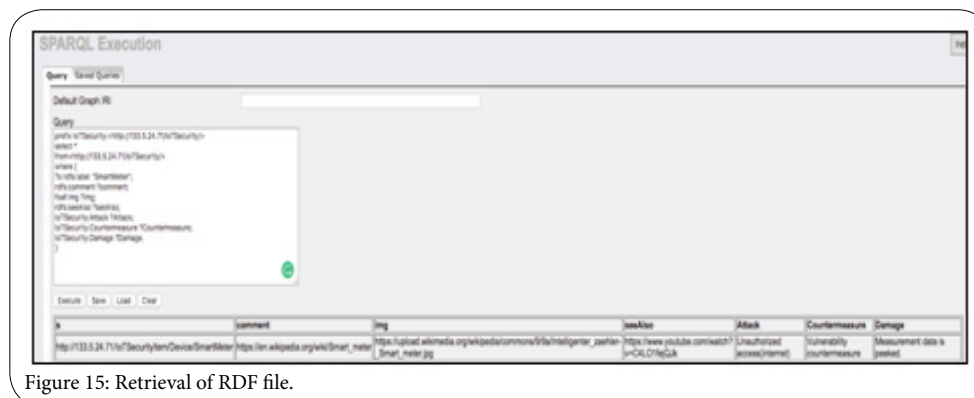 SPARQL Execution
Query Saved Queries
Default Graph IRI
Query
prefix IoTSecurity:<http://133.5.24.71/IoTSecurity/>
select *
from<http://133.5.24.71/IoTSecurity/>
where {
?s rdfs:label "SmartMeter";
rdfs:comment ?comment;
foaf:img ?img;
rdfs:seeAlso ?seeAlso;
IoTSecurity:Attack ?Attack;
IoTSecurity:Countermeasure ?Countermeasure;
IoTSecurity:Damage ?Damage.
}
Execute Save Load Clear
s comment img seeAlso Attack Countermeasure Damage
http://133.5.24.71/IoTSecurity/item/Device/SmartMeter https://en.wikipedia.org/wiki/Smart_meter https://upload.wikimedia.org/wikipedia/commons/ _Smart_meter.jpg https://www.youtube.com/watch? Unauthorized access(Internet) Vulnerability countermeasure Measurement data is peeked.
Figure 15: Retrieval of RDF file.